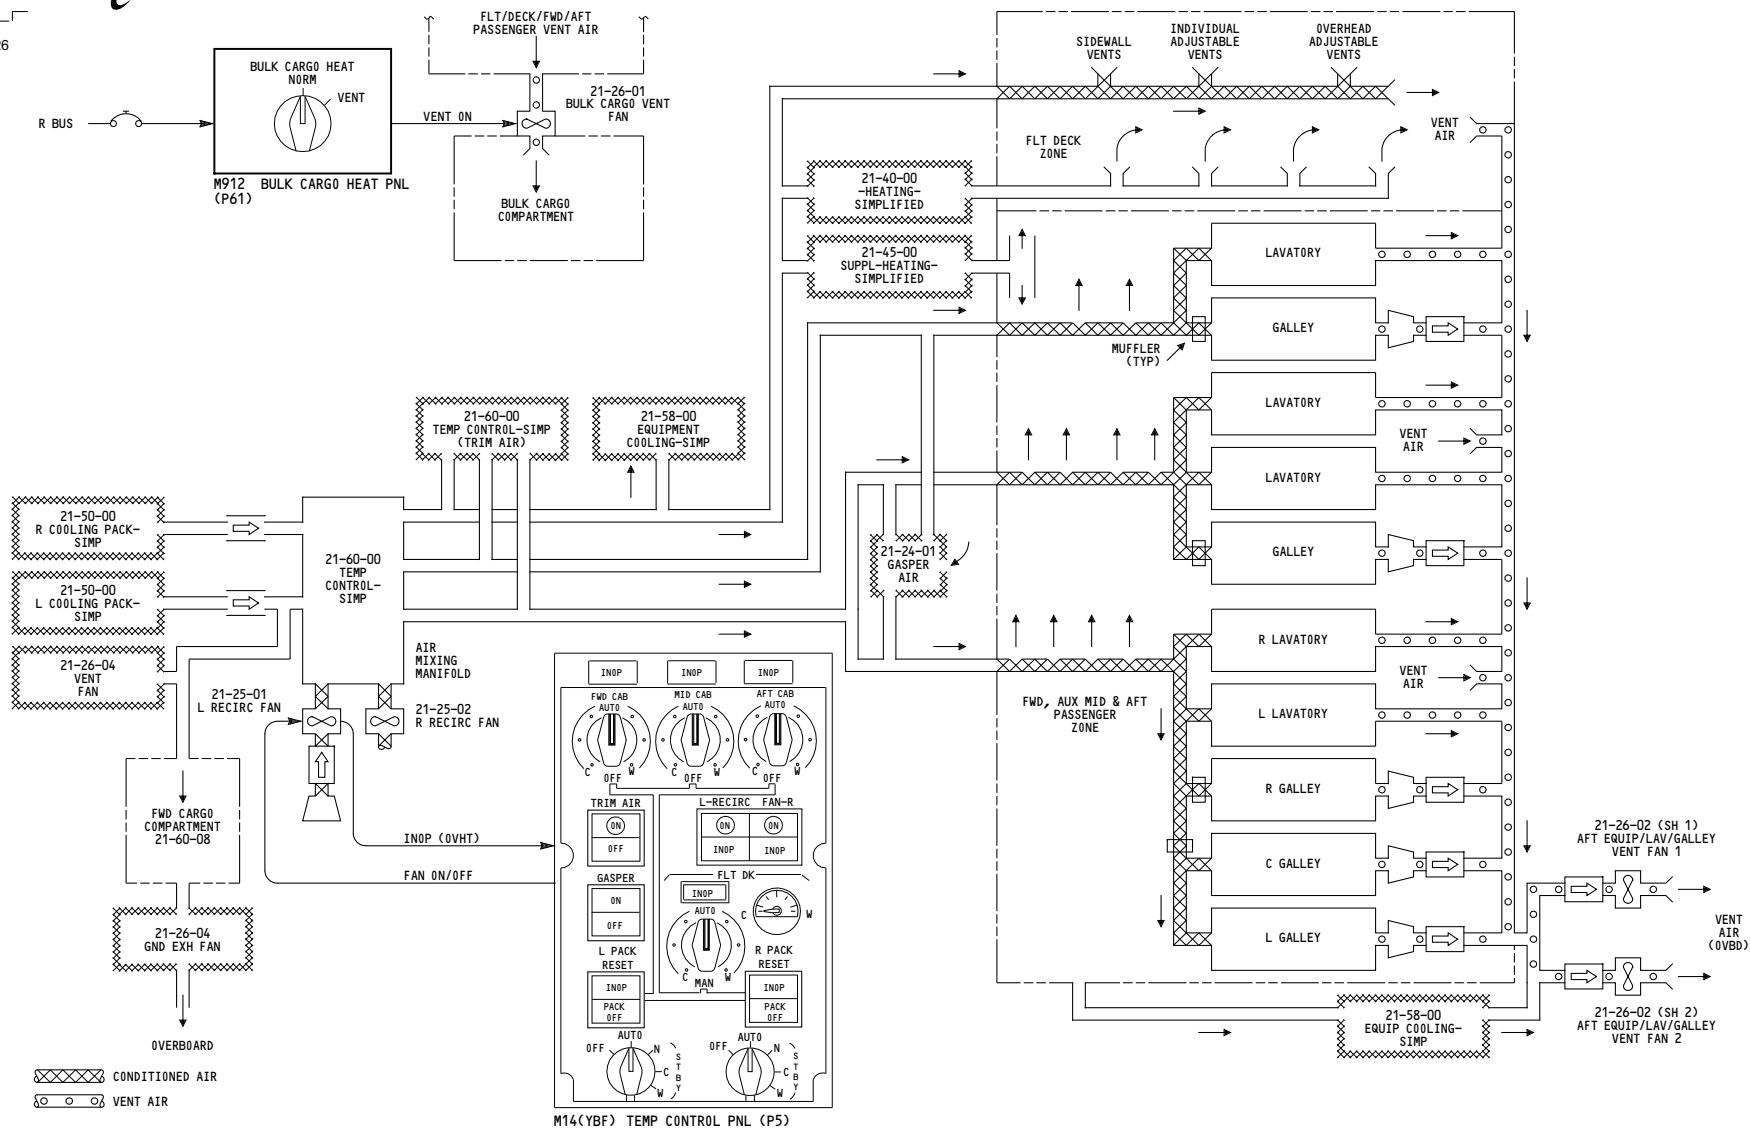 26
FLT/DECK/FWD/AFT
PASSENGER VENT AIR
BULK CARGO HEAT
NORM
VENT
R BUS
VENT ON
21-26-01
BULK CARGO VENT
FAN
M912 BULK CARGO HEAT PNL
(P61)
BULK CARGO
COMPARTMENT
SIDEWALL
VENTS
INDIVIDUAL
ADJUSTABLE
VENTS
OVERHEAD
ADJUSTABLE
VENTS
FLT DECK
ZONE
VENT
AIR
21-40-00
-HEATING-
SIMPLIFIED
21-45-00
SUPPL-HEATING-
SIMPLIFIED
LAVATORY
GALLEY
MUFFLER
(TYP)
LAVATORY
VENT
AIR
LAVATORY
GALLEY
21-60-00
TEMP CONTROL-SIMP
(TRIM AIR)
21-58-00
EQUIPMENT
COOLING-SIMP
21-50-00
R COOLING PACK-
SIMP
21-50-00
L COOLING PACK-
SIMP
21-60-00
TEMP
CONTROL-
SIMP
21-24-01
GASPER
AIR
21-26-04
VENT
FAN
21-25-01
L RECIRC FAN
AIR
MIXING
MANIFOLD
21-25-02
R RECIRC FAN
R LAVATORY
VENT
AIR
FWD, AUX MID & AFT
PASSENGER
ZONE
L LAVATORY
R GALLEY
C GALLEY
L GALLEY
FWD CARGO
COMPARTMENT
21-60-08
INOP (OVHT)
FAN ON/OFF
21-26-04
GND EXH FAN
OVERBOARD
INOP INOP INOP
FWD CAB MID CAB AFT CAB
AUTO AUTO AUTO
C W C W C W
OFF OFF OFF
TRIM AIR L-RECIRC FAN-R
ON ON ON
OFF INOP INOP
GASPER FLT DK
ON INOP
OFF AUTO C W
L PACK R PACK
RESET C W RESET
MAN
INOP INOP
PACK PACK
OFF OFF
AUTO AUTO
OFF N OFF N
C C
W W
STBY STBY
M14(YBF) TEMP CONTROL PNL (P5)
21-26-02 (SH 1)
AFT EQUIP/LAV/GALLEY
VENT FAN 1
VENT
AIR
(OVBD)
21-58-00
EQUIP COOLING-
SIMP
21-26-02 (SH 2)
AFT EQUIP/LAV/GALLEY
VENT FAN 2
CONDITIONED AIR
VENT AIR